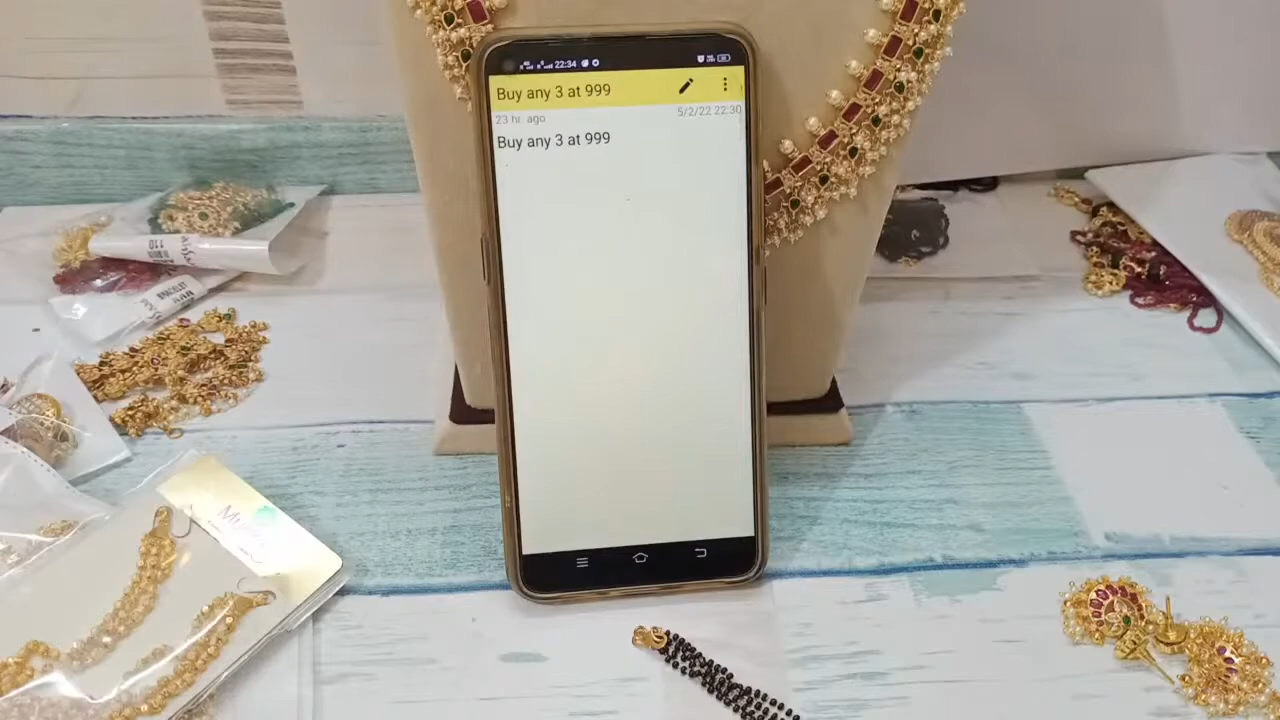 22:34
Buy any 3 at 999
23 hr. ago
5/2/22 22:30
Buy any 3 at 999
110
BRACELET